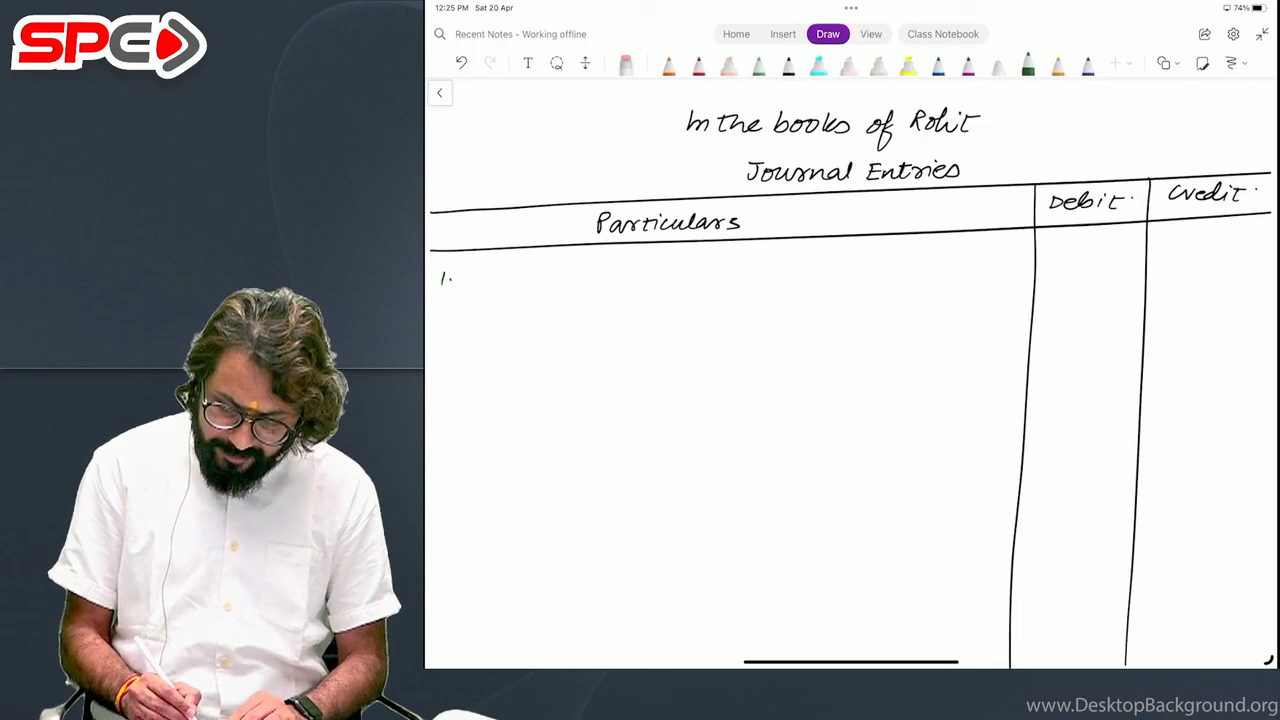 SPED
12:25 PM Sat 20 Apr
74%
Recent Notes - Working offline
Home Insert Draw View Class Notebook
In the books of Rohit
Journal Entries
Particulars Debit. Credit.
1.
www.DesktopBackground.org